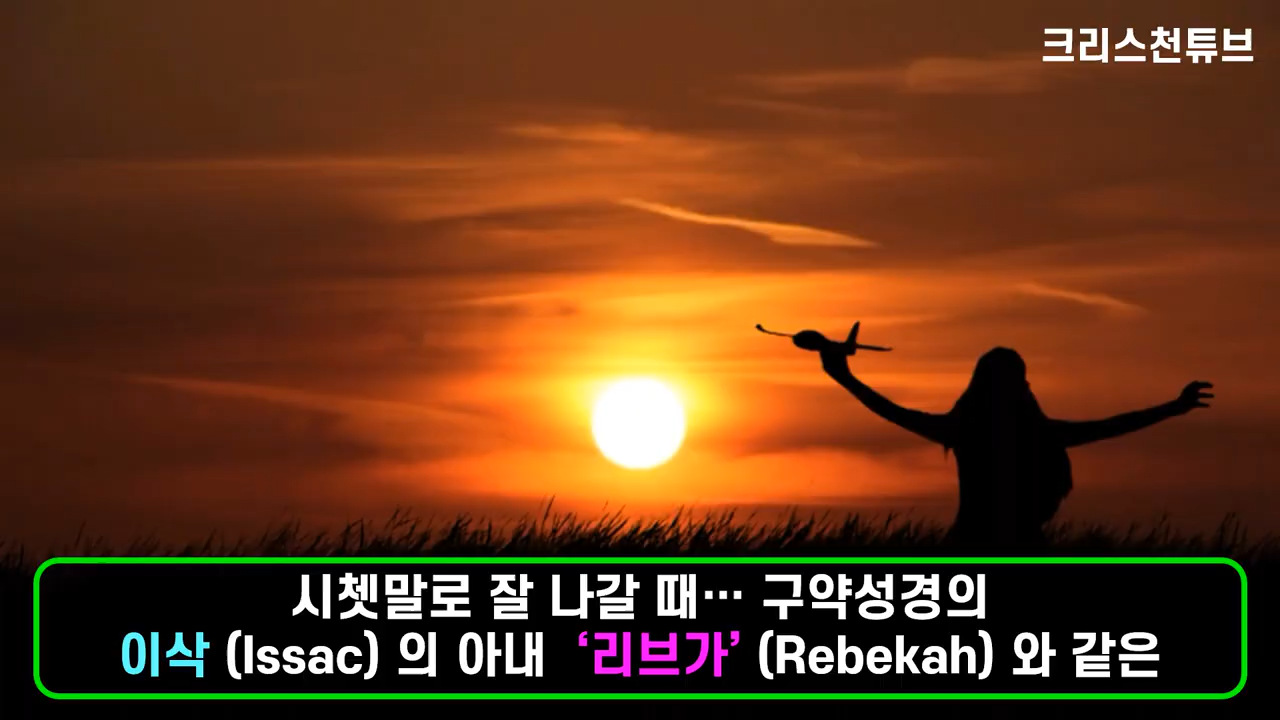 크리스천튜브
시쳇말로 잘 나갈 때… 구약성경의
이삭 (Issac) 의 아내 ‘리브가’ (Rebekah) 와 같은